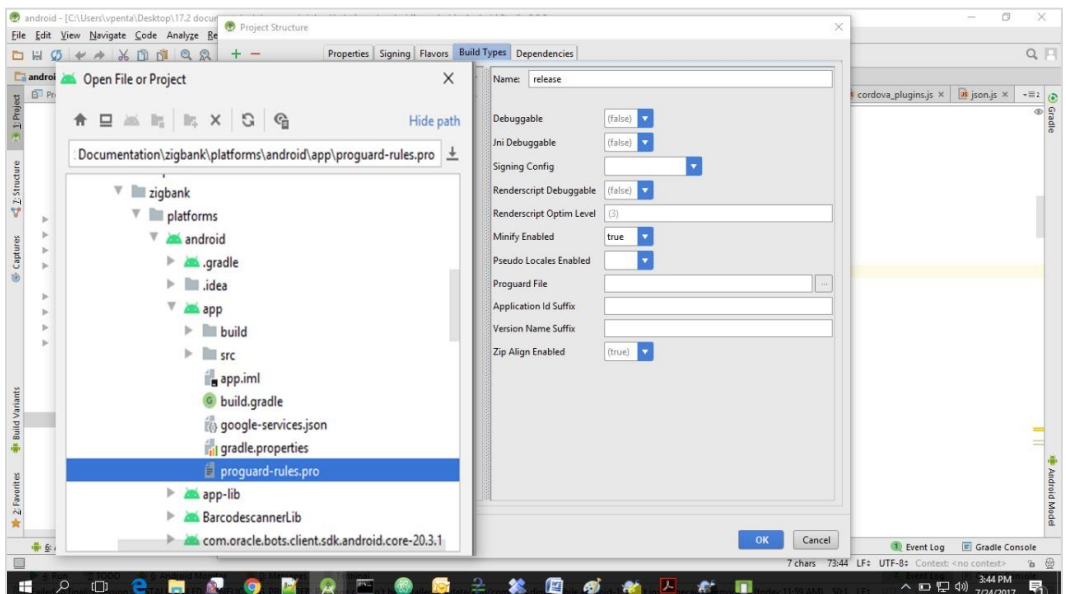 android - [C:\Users\vpenta\Desktop\17.2 docur
File Edit View Navigate Code Analyze Re
androi
1: Project
7: Structure
Captures
Build Variants
2: Favorites
Project Structure
Properties Signing Flavors Build Types Dependencies
Name: release
Debuggable (false)
Jni Debuggable (false)
Signing Config
Renderscript Debuggable (false)
Renderscript Optim Level (3)
Minify Enabled true
Pseudo Locales Enabled
Proguard File ...
Application Id Suffix
Version Name Suffix
Zip Align Enabled (true)
OK Cancel
Open File or Project
Hide path
Documentation\zigbank\platforms\android\app\proguard-rules.pro
zigbank
platforms
android
.gradle
.idea
app
build
src
app.iml
build.gradle
google-services.json
gradle.properties
proguard-rules.pro
app-lib
BarcodescannerLib
com.oracle.bots.client.sdk.android.core-20.3.1
cordova_plugins.js json.js
Gradle
Android Model
Event Log Gradle Console
7 chars 73:44 LF÷ UTF-8÷ Context: <no context>
3:44 PM
7/24/2017